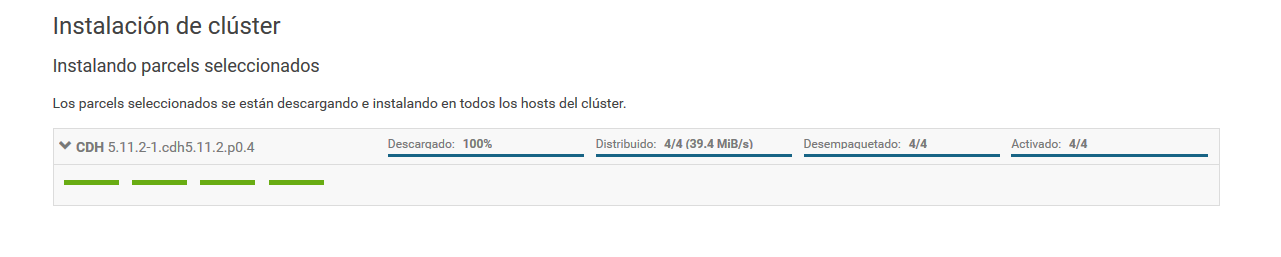 Instalación de clúster
Instalando parcels seleccionados
Los parcels seleccionados se están descargando e instalando en todos los hosts del clúster.
CDH 5.11.2-1.cdh5.11.2.p0.4 Descargado: 100% Distribuido: 4/4 (39.4 MiB/s) Desempaquetado: 4/4 Activado: 4/4